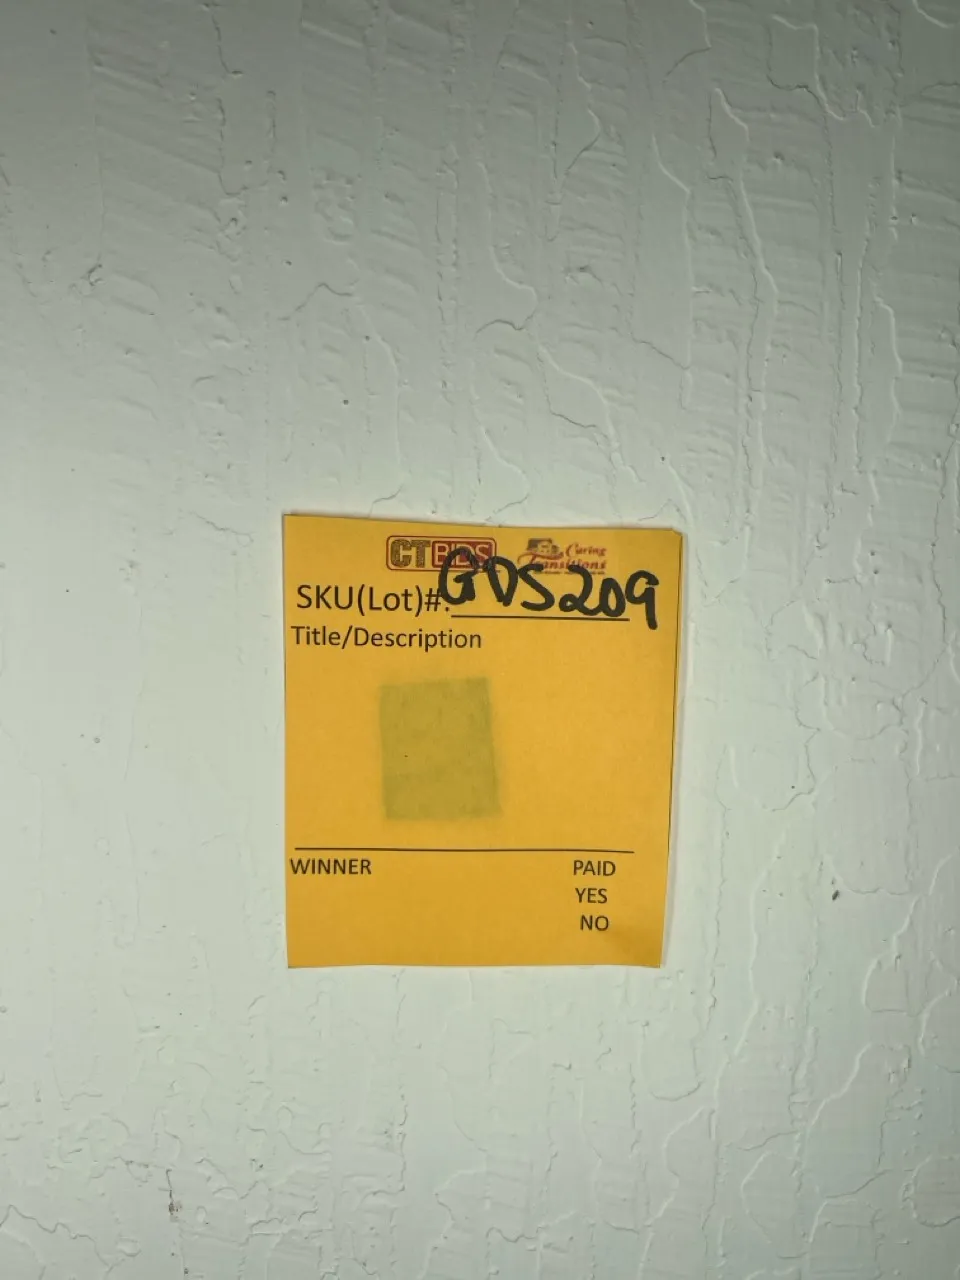 CTBIDS Caring Transitions
SKU(Lot)#: GDS209
Title/Description
WINNER PAID
YES
NO